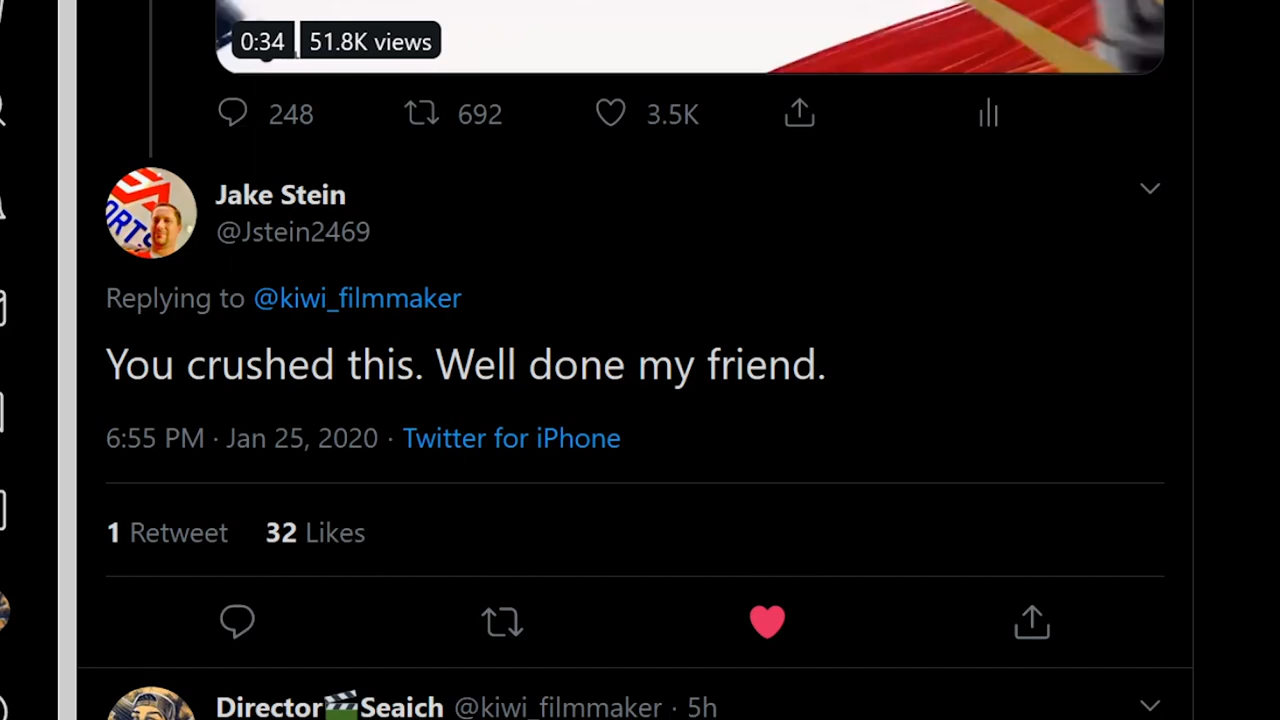 0:34 51.8K views
248 692 3.5K
Jake Stein
@Jstein2469
ORTS
Replying to @kiwi_filmmaker
You crushed this. Well done my friend.
6:55 PM · Jan 25, 2020 · Twitter for iPhone
1 Retweet 32 Likes
Director🎬Seaich @kiwi_filmmaker · 5h